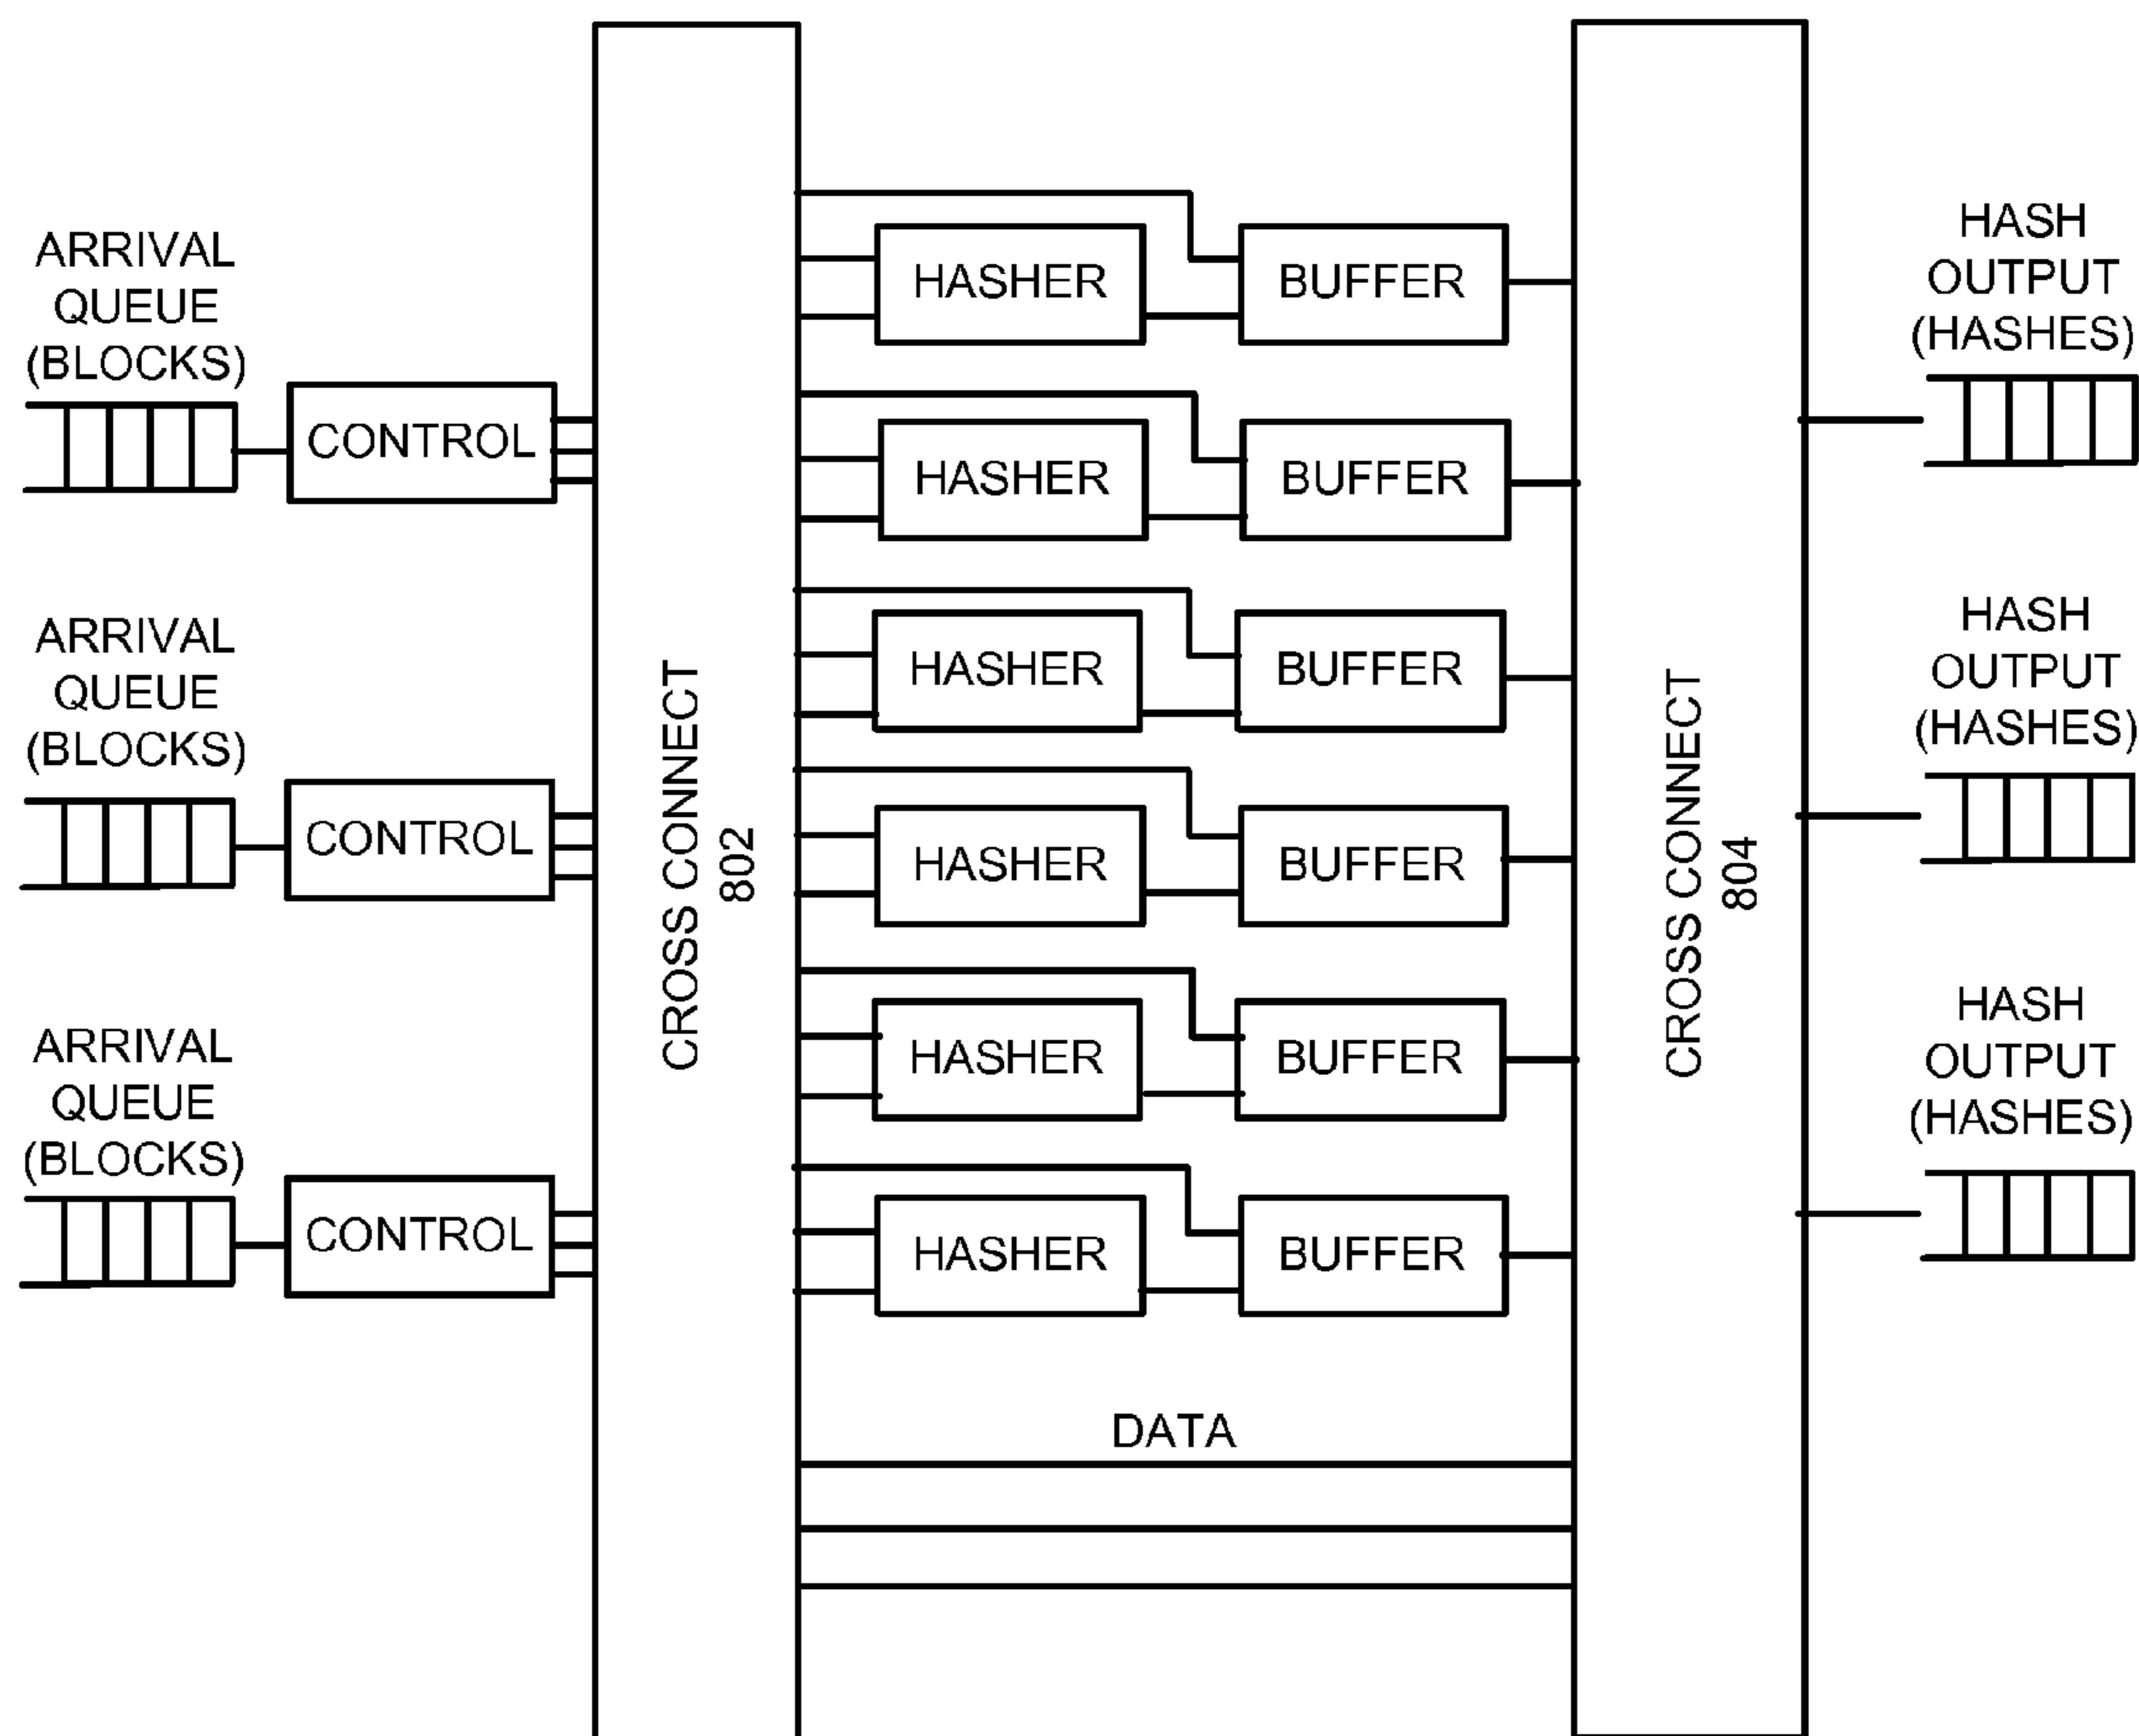 ARRIVAL
QUEUE
(BLOCKS)
CONTROL
ARRIVAL
QUEUE
(BLOCKS)
CONTROL
ARRIVAL
QUEUE
(BLOCKS)
CONTROL
CROSS CONNECT
802
HASHER
BUFFER
HASHER
BUFFER
HASHER
BUFFER
HASHER
BUFFER
HASHER
BUFFER
HASHER
BUFFER
DATA
CROSS CONNECT
804
HASH
OUTPUT
(HASHES)
HASH
OUTPUT
(HASHES)
HASH
OUTPUT
(HASHES)